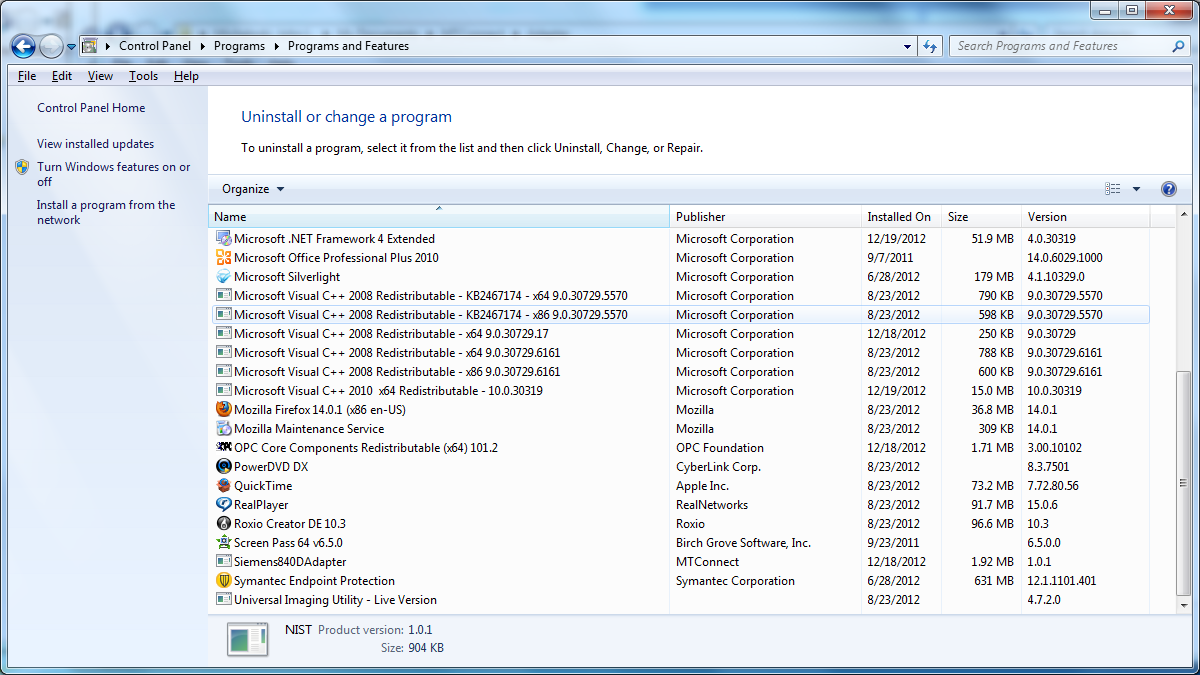 Control Panel Programs Programs and Features
Search Programs and Features
File Edit View Tools Help
Control Panel Home
View installed updates
Turn Windows features on or
off
Install a program from the
network
Uninstall or change a program
To uninstall a program, select it from the list and then click Uninstall, Change, or Repair.
Organize
Name Publisher Installed On Size Version
Microsoft .NET Framework 4 Extended Microsoft Corporation 12/19/2012 51.9 MB 4.0.30319
Microsoft Office Professional Plus 2010 Microsoft Corporation 9/7/2011 14.0.6029.1000
Microsoft Silverlight Microsoft Corporation 6/28/2012 179 MB 4.1.10329.0
Microsoft Visual C++ 2008 Redistributable - KB2467174 - x64 9.0.30729.5570 Microsoft Corporation 8/23/2012 790 KB 9.0.30729.5570
Microsoft Visual C++ 2008 Redistributable - KB2467174 - x86 9.0.30729.5570 Microsoft Corporation 8/23/2012 598 KB 9.0.30729.5570
Microsoft Visual C++ 2008 Redistributable - x64 9.0.30729.17 Microsoft Corporation 12/18/2012 250 KB 9.0.30729
Microsoft Visual C++ 2008 Redistributable - x64 9.0.30729.6161 Microsoft Corporation 8/23/2012 788 KB 9.0.30729.6161
Microsoft Visual C++ 2008 Redistributable - x86 9.0.30729.6161 Microsoft Corporation 8/23/2012 600 KB 9.0.30729.6161
Microsoft Visual C++ 2010  x64 Redistributable - 10.0.30319 Microsoft Corporation 12/19/2012 15.0 MB 10.0.30319
Mozilla Firefox 14.0.1 (x86 en-US) Mozilla 8/23/2012 36.8 MB 14.0.1
Mozilla Maintenance Service Mozilla 8/23/2012 309 KB 14.0.1
OPC Core Components Redistributable (x64) 101.2 OPC Foundation 12/18/2012 1.71 MB 3.00.10102
PowerDVD DX CyberLink Corp. 8/23/2012 8.3.7501
QuickTime Apple Inc. 8/23/2012 73.2 MB 7.72.80.56
RealPlayer RealNetworks 8/23/2012 91.7 MB 15.0.6
Roxio Creator DE 10.3 Roxio 8/23/2012 96.6 MB 10.3
Screen Pass 64 v6.5.0 Birch Grove Software, Inc. 9/23/2011 6.5.0.0
Siemens840DAdapter MTConnect 12/18/2012 1.92 MB 1.0.1
Symantec Endpoint Protection Symantec Corporation 6/28/2012 631 MB 12.1.1101.401
Universal Imaging Utility - Live Version 8/23/2012 4.7.2.0
NIST Product version: 1.0.1
Size: 904 KB